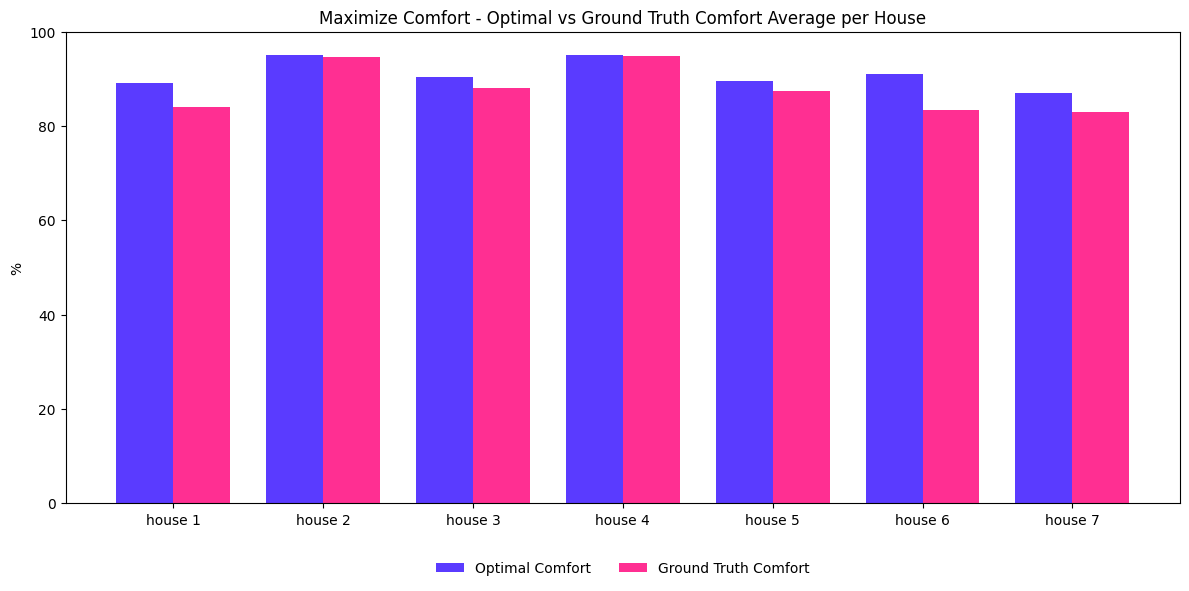 Maximize Comfort - Optimal vs Ground Truth Comfort Average per House
100
80
60
40
20
0
%
house 1 house 2 house 3 house 4 house 5 house 6 house 7
Optimal Comfort Ground Truth Comfort